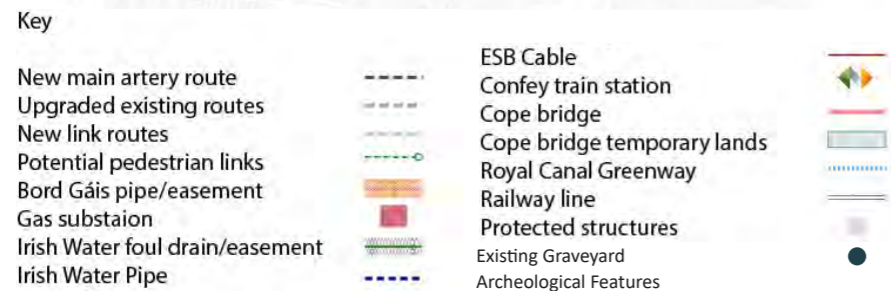 Key
New main artery route
Upgraded existing routes
New link routes
Potential pedestrian links
Bord Gáis pipe/easement
Gas substaion
Irish Water foul drain/easement
Irish Water Pipe
ESB Cable
Confey train station
Cope bridge
Cope bridge temporary lands
Royal Canal Greenway
Railway line
Protected structures
Existing Graveyard
Archeological Features